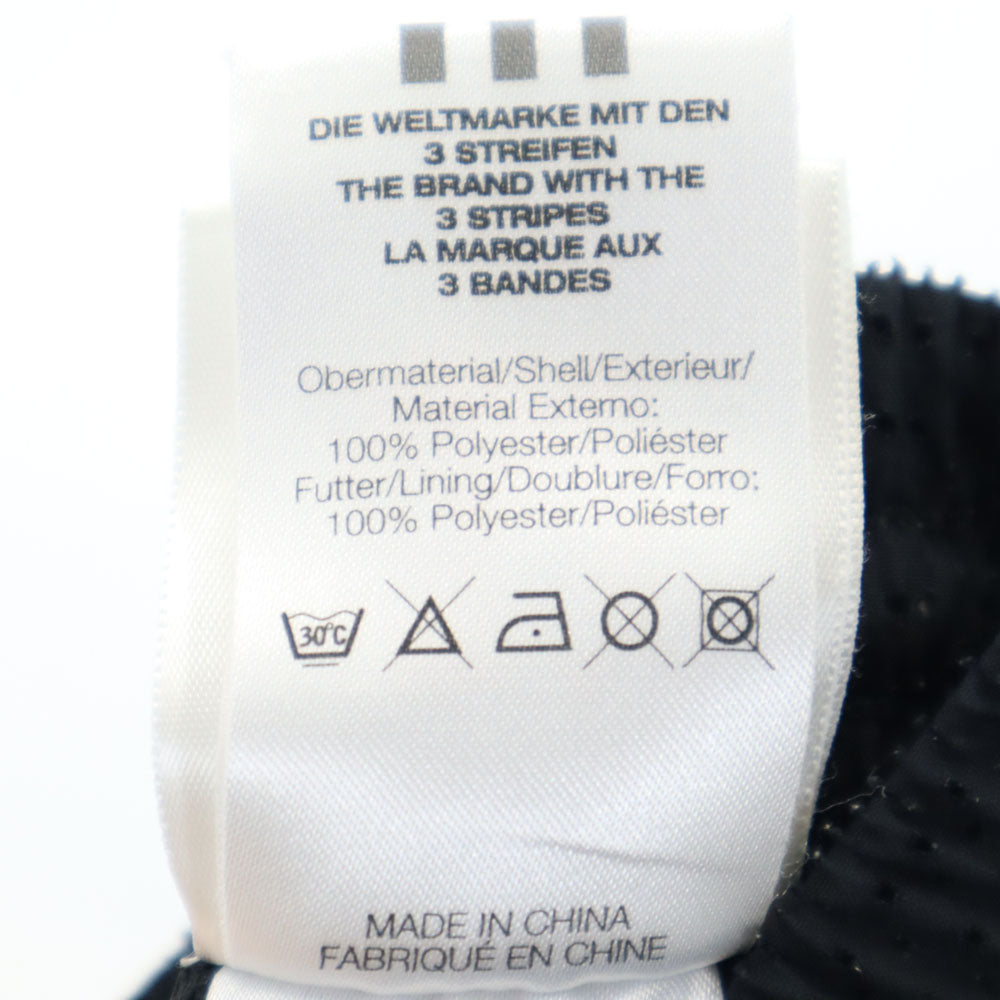 DIE WELTMARKE MIT DEN
3 STREIFEN
THE BRAND WITH THE
3 STRIPES
LA MARQUE AUX
3 BANDES
Obermaterial/Shell/Exterieur/
Material Externo:
100% Polyester/Poliéster
Futter/Lining/Doublure/Forro:
100% Polyester/Poliéster
30°C
MADE IN CHINA
FABRIQUÉ EN CHINE